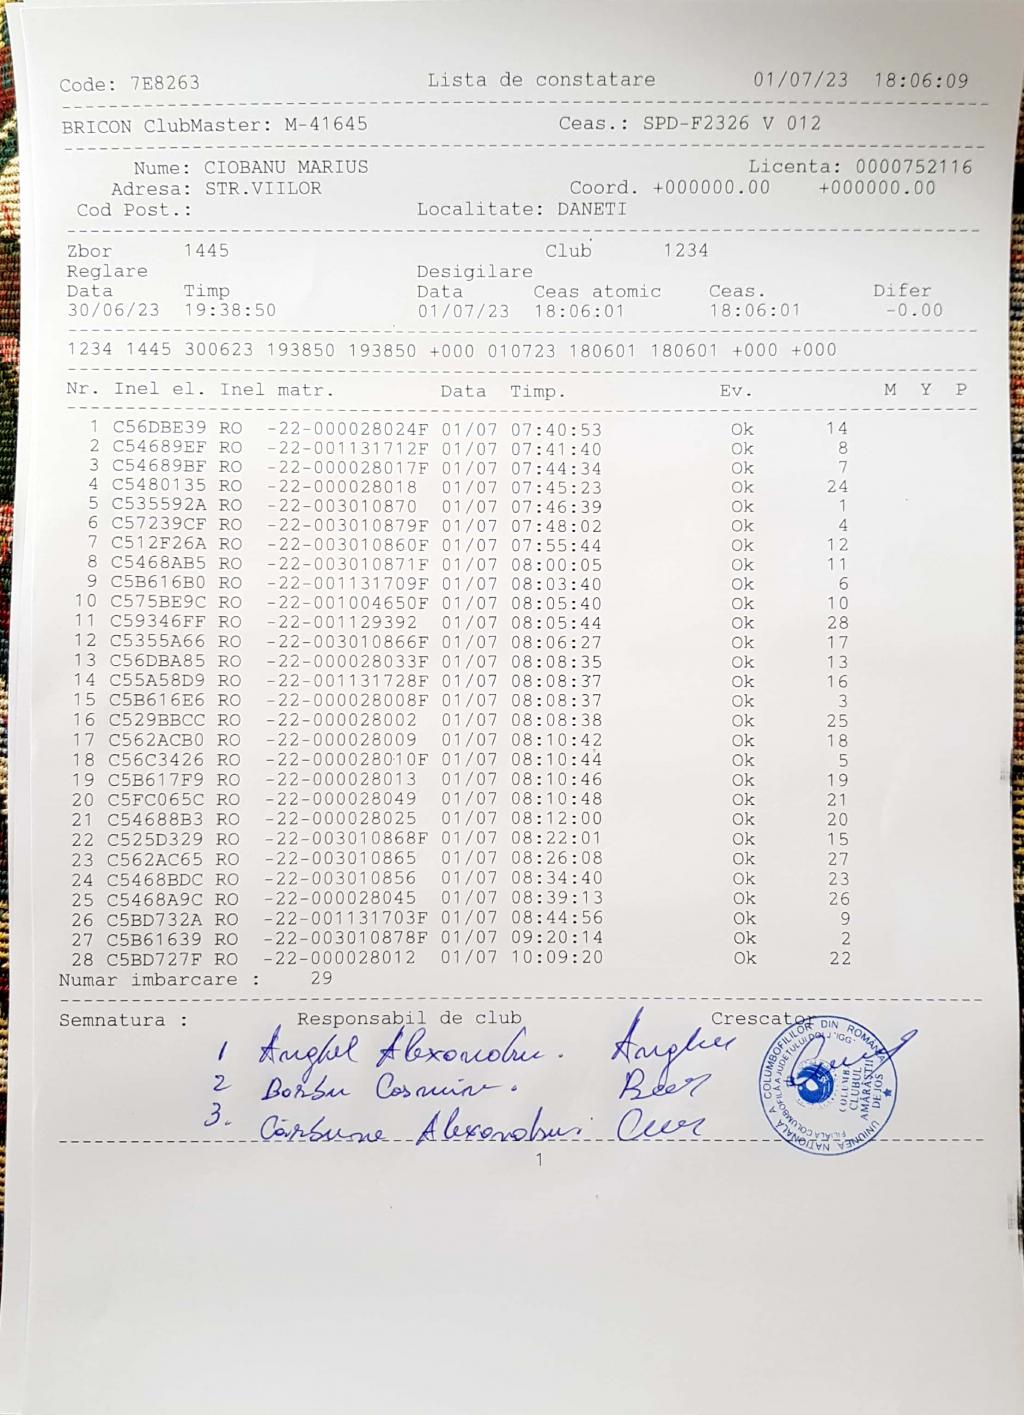 Code: 7E8263 Lista de constatare 01/07/23 18:06:09
BRICON ClubMaster: M-41645 Ceas.: SPD-F2326 V 012
Nume: CIOBANU MARIUS Licenta: 0000752116
Adresa: STR.VIILOR Coord. +000000.00 +000000.00
Cod Post.: Localitate: DANETI
Zbor 1445 Club 1234
Reglare Desigilare
Data Timp Data Ceas atomic Ceas. Difer
30/06/23 19:38:50 01/07/23 18:06:01 18:06:01 -0.00
1234 1445 300623 193850 193850 +000 010723 180601 180601 +000 +000
Nr. Inel el. Inel matr. Data Timp. Ev. M Y P
1 C56DBE39 RO -22-000028024F 01/07 07:40:53 Ok 14
2 C54689EF RO -22-001131712F 01/07 07:41:40 Ok 8
3 C54689BF RO -22-000028017F 01/07 07:44:34 Ok 7
4 C5480135 RO -22-000028018 01/07 07:45:23 Ok 24
5 C535592A RO -22-003010870 01/07 07:46:39 Ok 1
6 C57239CF RO -22-003010879F 01/07 07:48:02 Ok 4
7 C512F26A RO -22-003010860F 01/07 07:55:44 Ok 12
8 C5468AB5 RO -22-003010871F 01/07 08:00:05 Ok 11
9 C5B616B0 RO -22-001131709F 01/07 08:03:40 Ok 6
10 C575BE9C RO -22-001004650F 01/07 08:05:40 Ok 10
11 C59346FF RO -22-001129392 01/07 08:05:44 Ok 28
12 C5355A66 RO -22-003010866F 01/07 08:06:27 Ok 17
13 C56DBA85 RO -22-000028033F 01/07 08:08:35 Ok 13
14 C55A58D9 RO -22-001131728F 01/07 08:08:37 Ok 16
15 C5B616E6 RO -22-000028008F 01/07 08:08:37 Ok 3
16 C529BBCC RO -22-000028002 01/07 08:08:38 Ok 25
17 C562ACB0 RO -22-000028009 01/07 08:10:42 Ok 18
18 C56C3426 RO -22-000028010F 01/07 08:10:44 Ok 5
19 C5B617F9 RO -22-000028013 01/07 08:10:46 Ok 19
20 C5FC065C RO -22-000028049 01/07 08:10:48 Ok 21
21 C54688B3 RO -22-000028025 01/07 08:12:00 Ok 20
22 C525D329 RO -22-003010868F 01/07 08:22:01 Ok 15
23 C562AC65 RO -22-003010865 01/07 08:26:08 Ok 27
24 C5468BDC RO -22-003010856 01/07 08:34:40 Ok 23
25 C5468A9C RO -22-000028045 01/07 08:39:13 Ok 26
26 C5BD732A RO -22-001131703F 01/07 08:44:56 Ok 9
27 C5B61639 RO -22-003010878F 01/07 09:20:14 Ok 2
28 C5BD727F RO -22-000028012 01/07 10:09:20 Ok 22
Numar imbarcare : 29
Semnatura : Responsabil de club Crescator
1 Anghel Alexandru.
2 Barbu Cosmin.
3. Cărbune Alexandru
UNIUNEA NATIONALA A COLUMBOFILILOR DIN ROMANIA
FILIALA COLUMBOFILA A JUDETULUI DOLJ
CLUBUL
AMĂRĂȘTII
DE JOS
1